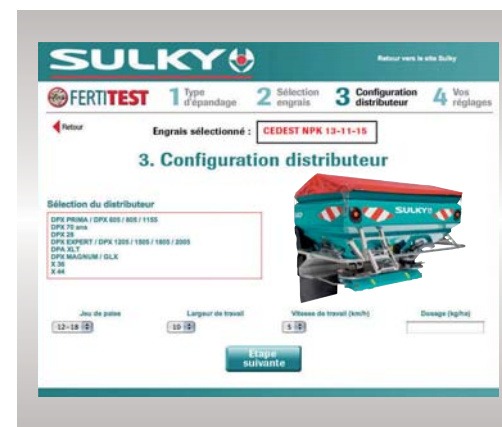 SULKY
Retour vers le site Sulky
FERTITEST
1 Type d'épandage
2 Sélection engrais
3 Configuration distributeur
4 Vos réglages
Retour
Engrais sélectionné :
CEDEST NPK 13-11-15
3. Configuration distributeur
Sélection du distributeur
DPX PRIMA / DPX 605 / 805 / 1155
DPX 70 ans
DPX 28
DPX EXPERT / DPX 1205 / 1505 / 1805 / 2005
DPA XLT
DPX MAGNUM / GLX
X 36
X 44
SULKY
Jeu de pales
Largeur de travail
Vitesse de travail (km/h)
Dosage (kg/ha)
12-18
10
5
Etape
suivante